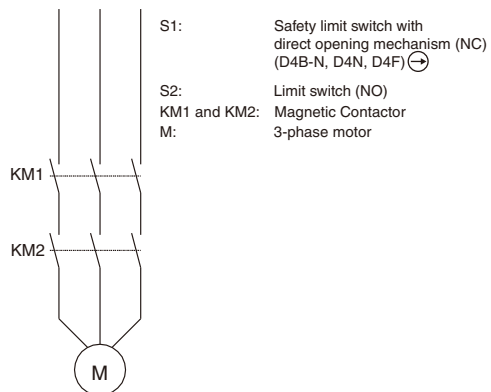 S1: Safety limit switch with
direct opening mechanism (NC)
(D4B-N, D4N, D4F)
S2: Limit switch (NO)
KM1 and KM2: Magnetic Contactor
M: 3-phase motor
KM1
KM2
M